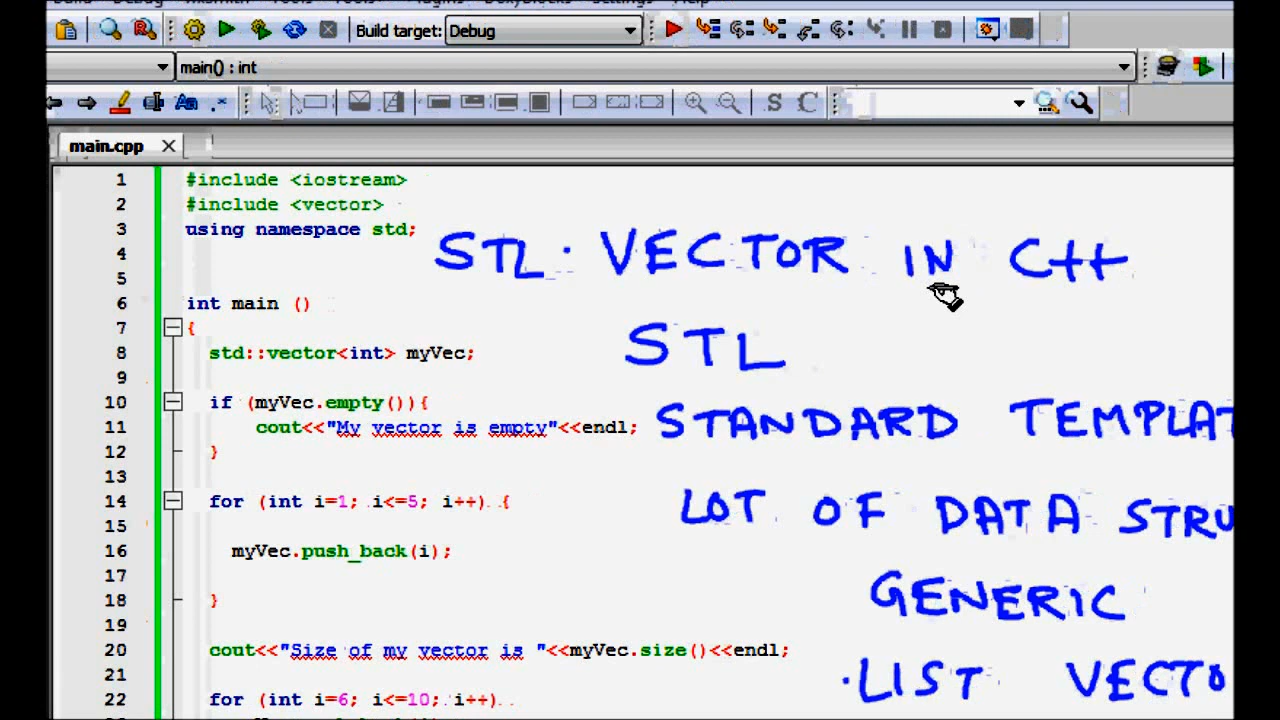 Build target: Debug
main() : int
main.cpp
1 #include <iostream>
2 #include <vector>
3 using namespace std;
STL. VECTOR IN C++
4
5
6 int main ()
7 {
STL
8 std::vector<int> myVec;
9
10 if (myVec.empty()){
11 cout<<"My vector is empty"<<endl;
STANDARD TEMPLAT
12 }
13
14 for (int i=1; i<=5; i++) {
LOT OF DATA STRU
15
16 myVec.push_back(i);
17
18 }
GENERIC
19
20 cout<<"Size of my vector is "<<myVec.size()<<endl;
21
.LIST VECTO
22 for (int i=6; i<=10; i++)